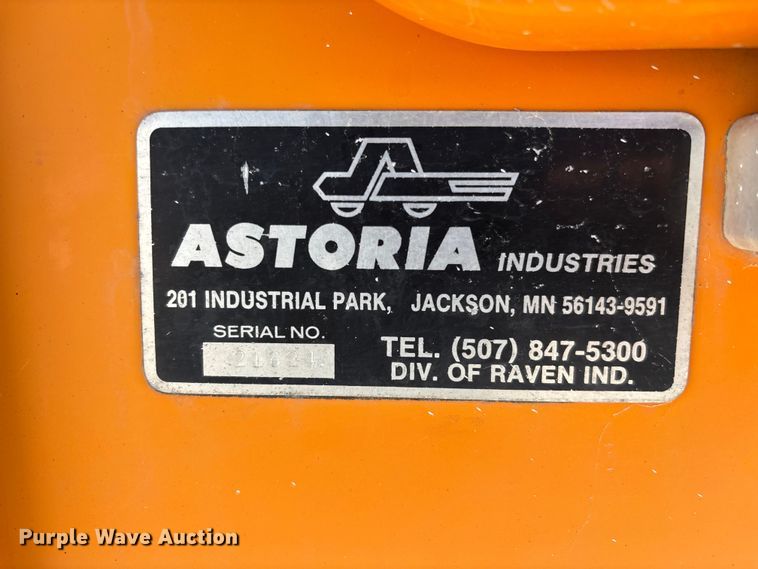 ASTORIA INDUSTRIES
201 INDUSTRIAL PARK, JACKSON, MN 56143-9591
SERIAL NO.
TEL. (507) 847-5300
DIV. OF RAVEN IND.
Purple Wave Auction